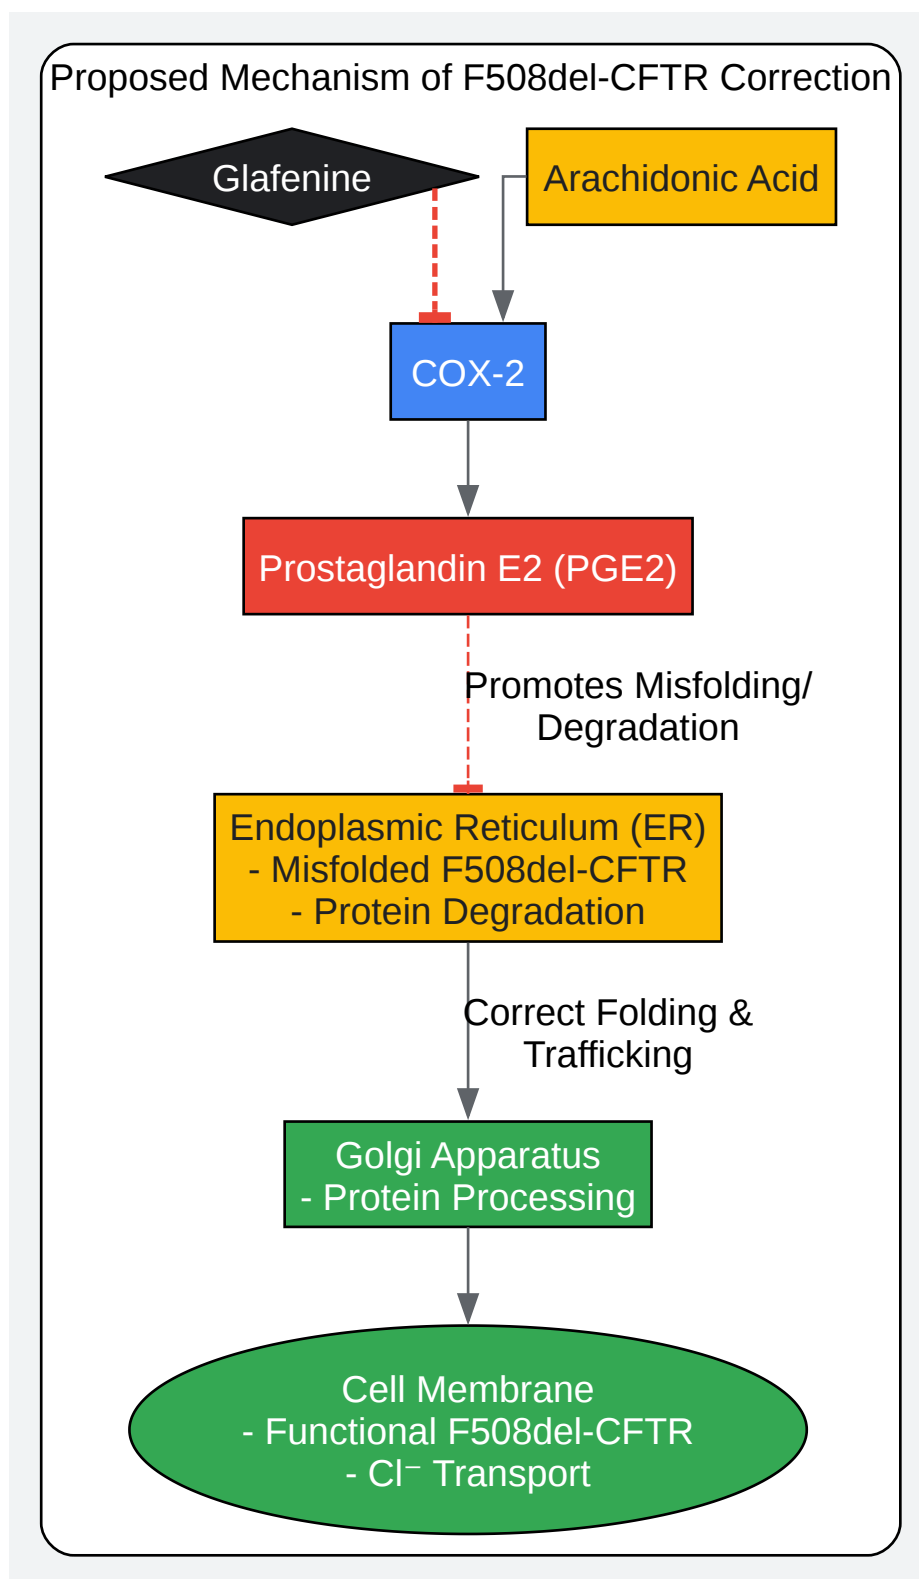 Proposed Mechanism of F508del-CFTR Correction
Glafenine
Arachidonic Acid
COX-2
Prostaglandin E2 (PGE2)
Promotes Misfolding/
Degradation
Endoplasmic Reticulum (ER)
- Misfolded F508del-CFTR
- Protein Degradation
Correct Folding &
Trafficking
Golgi Apparatus
- Protein Processing
Cell Membrane
- Functional F508del-CFTR
- Cl⁻ Transport